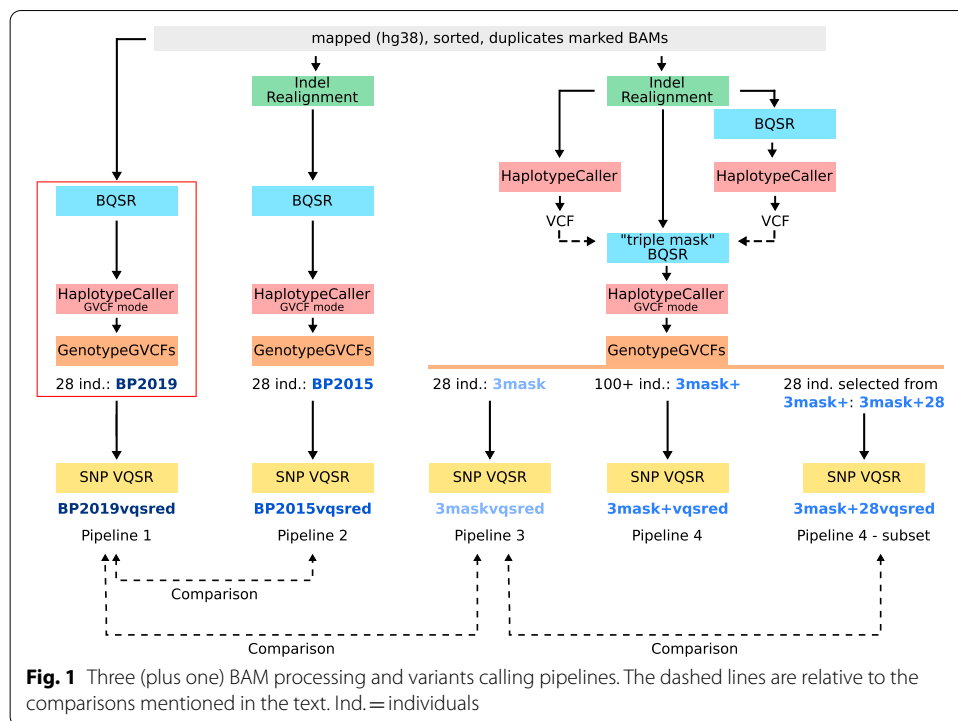 mapped (hg38), sorted, duplicates marked BAMs
Indel
Realignment
Indel
Realignment
BQSR
HaplotypeCaller
HaplotypeCaller
VCF
VCF
BQSR
BQSR
"triple mask"
BQSR
HaplotypeCaller
GVCF mode
HaplotypeCaller
GVCF mode
HaplotypeCaller
GVCF mode
GenotypeGVCFs
GenotypeGVCFs
GenotypeGVCFs
28 ind.: BP2019
28 ind.: BP2015
28 ind.: 3mask
100+ ind.: 3mask+
28 ind. selected from
3mask+: 3mask+28
SNP VQSR
SNP VQSR
SNP VQSR
SNP VQSR
SNP VQSR
BP2019vqsred
BP2015vqsred
3maskvqsred
3mask+vqsred
3mask+28vqsred
Pipeline 1
Pipeline 2
Pipeline 3
Pipeline 4
Pipeline 4 - subset
Comparison
Comparison
Comparison
Fig. 1 Three (plus one) BAM processing and variants calling pipelines. The dashed lines are relative to the
comparisons mentioned in the text. Ind. = individuals